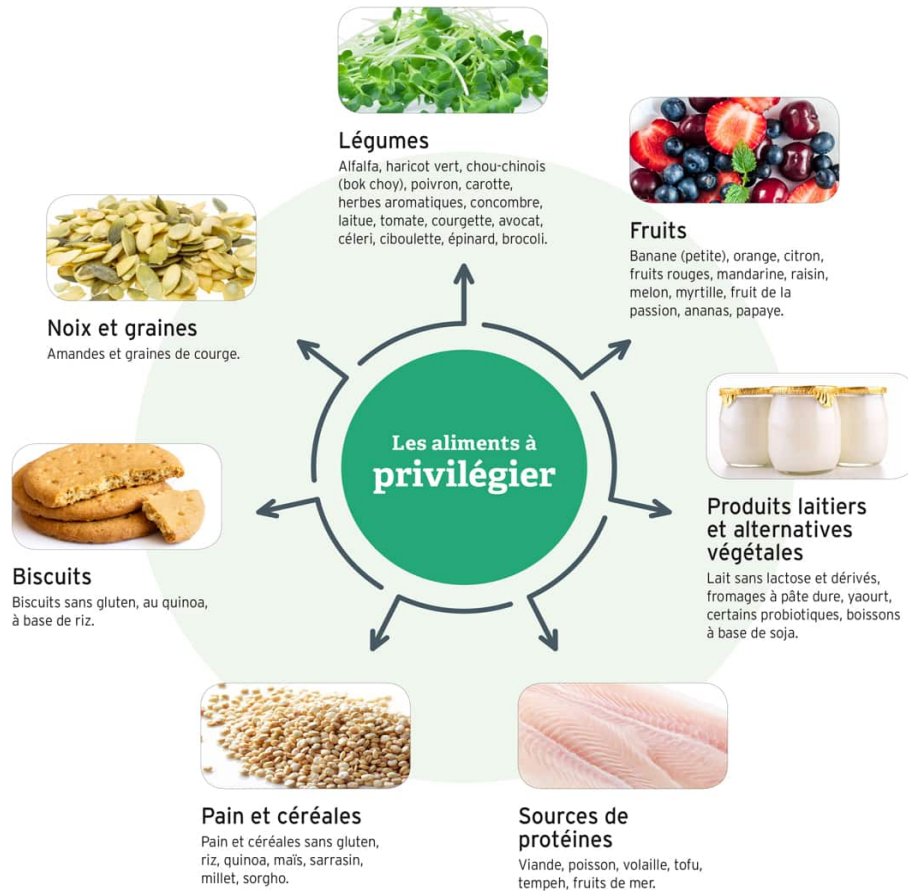 Légumes
Alfalfa, haricot vert, chou-chinois
(bok choy), poivron, carotte,
herbes aromatiques, concombre,
laitue, tomate, courgette, avocat,
céleri, ciboulette, épinard, brocoli.
Fruits
Banane (petite), orange, citron,
fruits rouges, mandarine, raisin,
melon, myrtille, fruit de la
passion, ananas, papaye.
Noix et graines
Amandes et graines de courge.
Les aliments à
privilégier
Produits laitiers
et alternatives
végétales
Lait sans lactose et dérivés,
fromages à pâte dure, yaourt,
certains probiotiques, boissons
à base de soja.
Biscuits
Biscuits sans gluten, au quinoa,
à base de riz.
Pain et céréales
Pain et céréales sans gluten,
riz, quinoa, maïs, sarrasin,
millet, sorgho.
Sources de
protéines
Viande, poisson, volaille, tofu,
tempeh, fruits de mer.